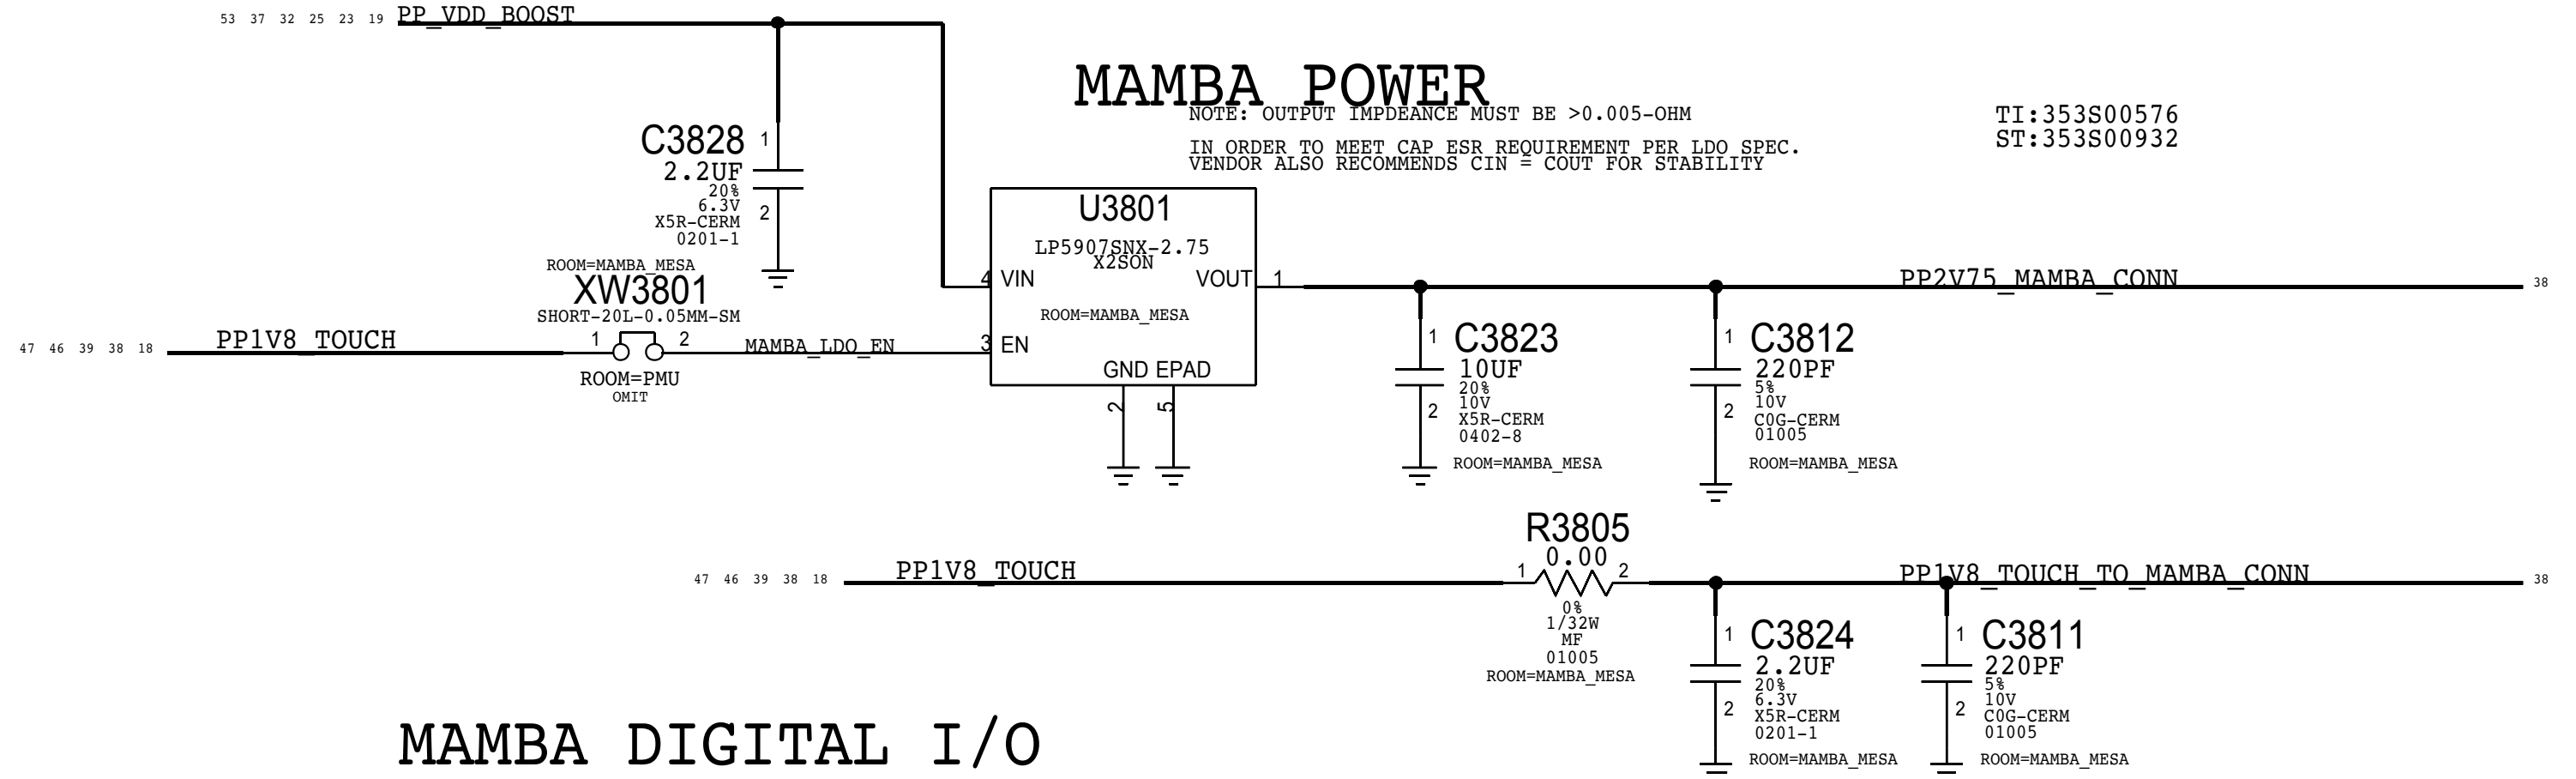 53 37 32 25 23 19 PP_VDD_BOOST
MAMBA POWER
NOTE: OUTPUT IMPDEANCE MUST BE >0.005-OHM
IN ORDER TO MEET CAP ESR REQUIREMENT PER LDO SPEC.
VENDOR ALSO RECOMMENDS CIN = COUT FOR STABILITY
TI:353S00576
ST:353S00932
C3828 1
2.2UF
20%
6.3V 2
X5R-CERM
0201-1
ROOM=MAMBA_MESA
XW3801
SHORT-20L-0.05MM-SM
47 46 39 38 18 PP1V8_TOUCH 1 2 MAMBA_LDO_EN
ROOM=PMU
OMIT
U3801
LP5907SNX-2.75
X2SON
4 VIN VOUT 1
ROOM=MAMBA_MESA
3 EN
GND EPAD
2 5
PP2V75_MAMBA_CONN 38
1 C3823
10UF
20%
10V
2 X5R-CERM
0402-8
ROOM=MAMBA_MESA
1 C3812
220PF
5%
10V
2 C0G-CERM
01005
ROOM=MAMBA_MESA
47 46 39 38 18 PP1V8_TOUCH
R3805
1 0.00 2
0%
1/32W
MF
01005
ROOM=MAMBA_MESA
PP1V8_TOUCH_TO_MAMBA_CONN 38
1 C3824
2.2UF
20%
6.3V
2 X5R-CERM
0201-1
ROOM=MAMBA_MESA
1 C3811
220PF
5%
10V
2 C0G-CERM
01005
ROOM=MAMBA_MESA
MAMBA DIGITAL I/O